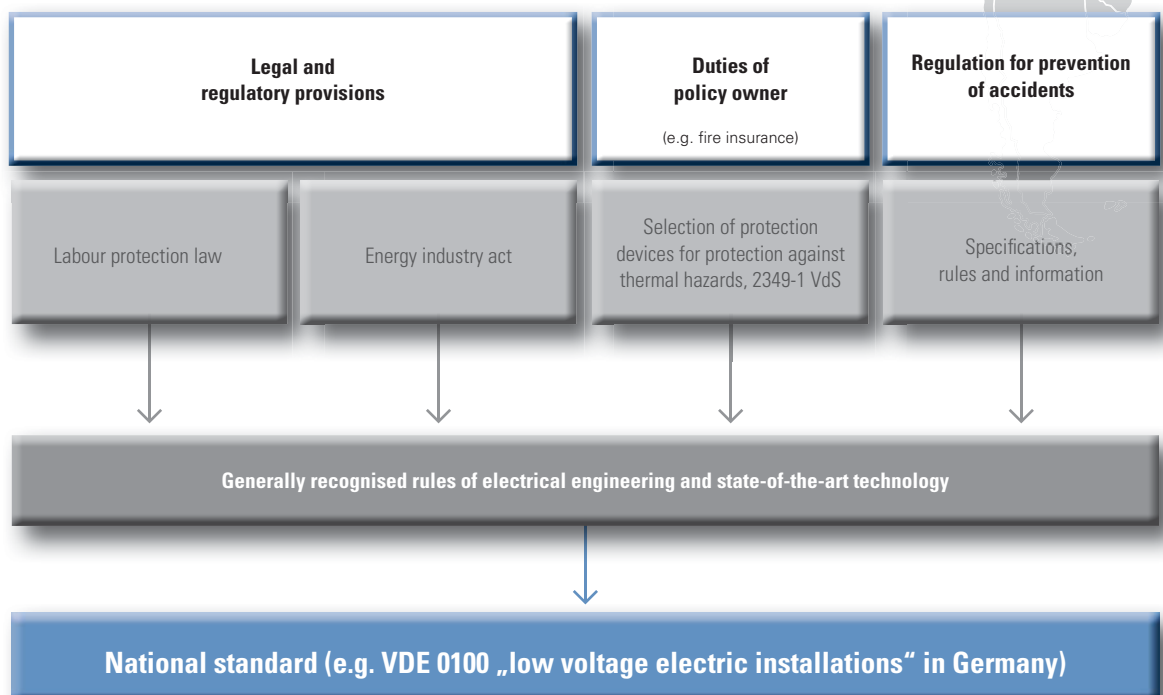 Legal and
regulatory provisions
Duties of
policy owner
(e.g. fire insurance)
Regulation for prevention
of accidents
Labour protection law
Energy industry act
Selection of protection
devices for protection against
thermal hazards, 2349-1 VdS
Specifications,
rules and information
Generally recognised rules of electrical engineering and state-of-the-art technology
National standard (e.g. VDE 0100 „low voltage electric installations“ in Germany)